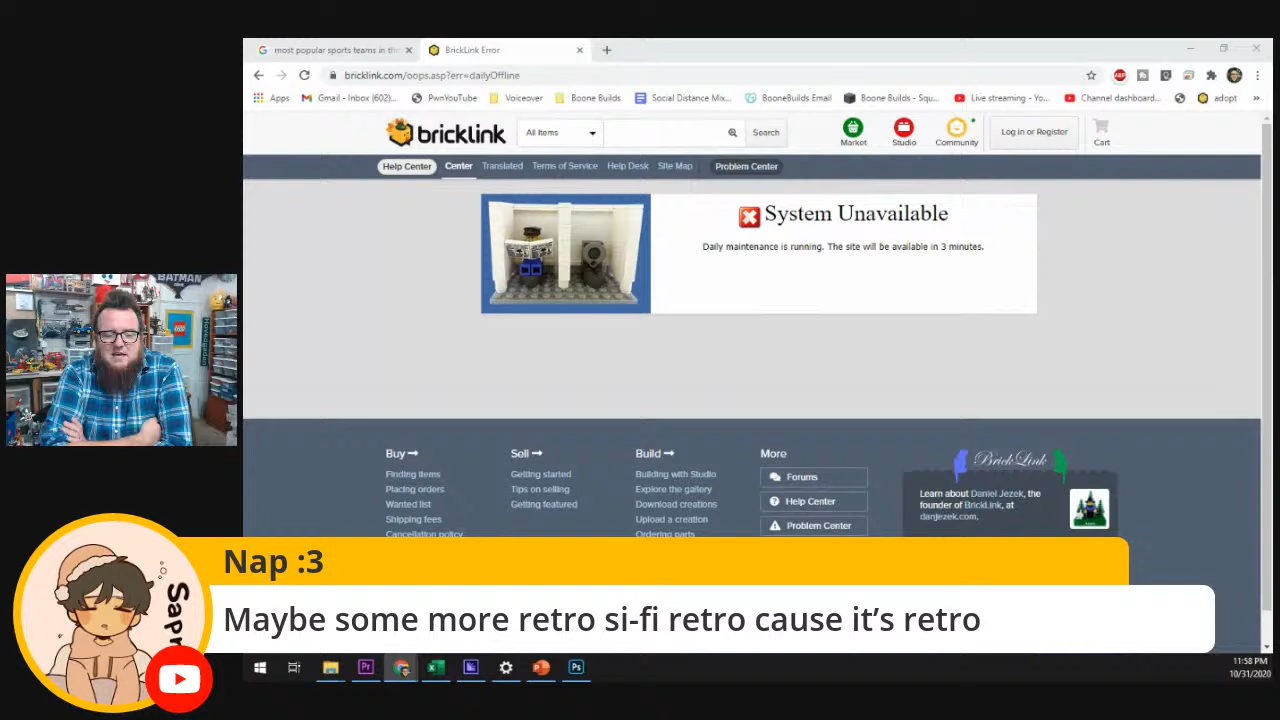 most popular sports teams in th
BrickLink Error
bricklink.com/oops.asp?err=dailyOffline
Apps
Gmail - Inbox (602)...
PwnYouTube
Voiceover
Boone Builds
Social Distance Mix...
BooneBuilds Email
Boone Builds - Squ...
Live streaming - Yo...
Channel dashboard...
adopt
bricklink
All Items
Search
Market
Studio
Community
Log in or Register
Cart
Help Center
Center
Translated
Terms of Service
Help Desk
Site Map
Problem Center
System Unavailable
Daily maintenance is running. The site will be available in 3 minutes.
BATMAN
LEGO
Buy
Finding items
Placing orders
Wanted list
Shipping fees
Cancellation policy
Sell
Getting started
Tips on selling
Getting featured
Build
Building with Studio
Explore the gallery
Download creations
Upload a creation
Ordering parts
More
Forums
Help Center
Problem Center
BrickLink
Learn about Daniel Jezek, the
founder of BrickLink, at
danjezek.com.
Nap :3
Maybe some more retro si-fi retro cause it’s retro
Sapn
11:58 PM
10/31/2020